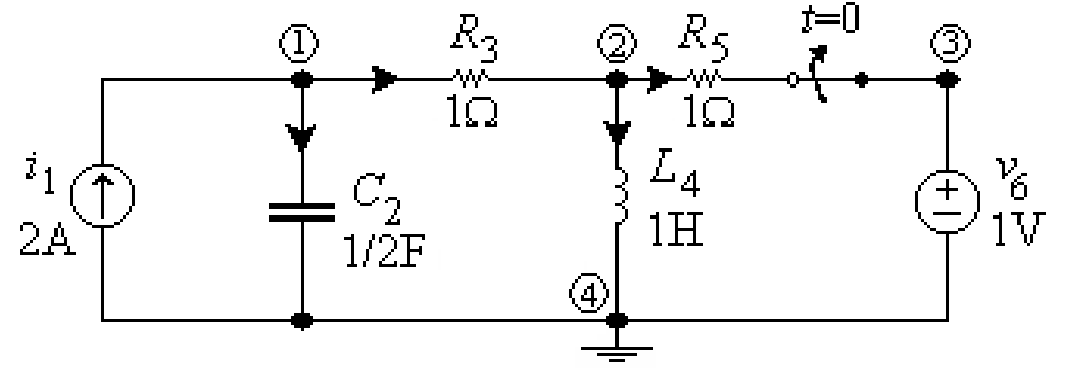 t=0
① R3 ② R5 ③
1Ω 1Ω
i1 C2 L4 v6
2A 1/2F 1H 1V
+
−
④